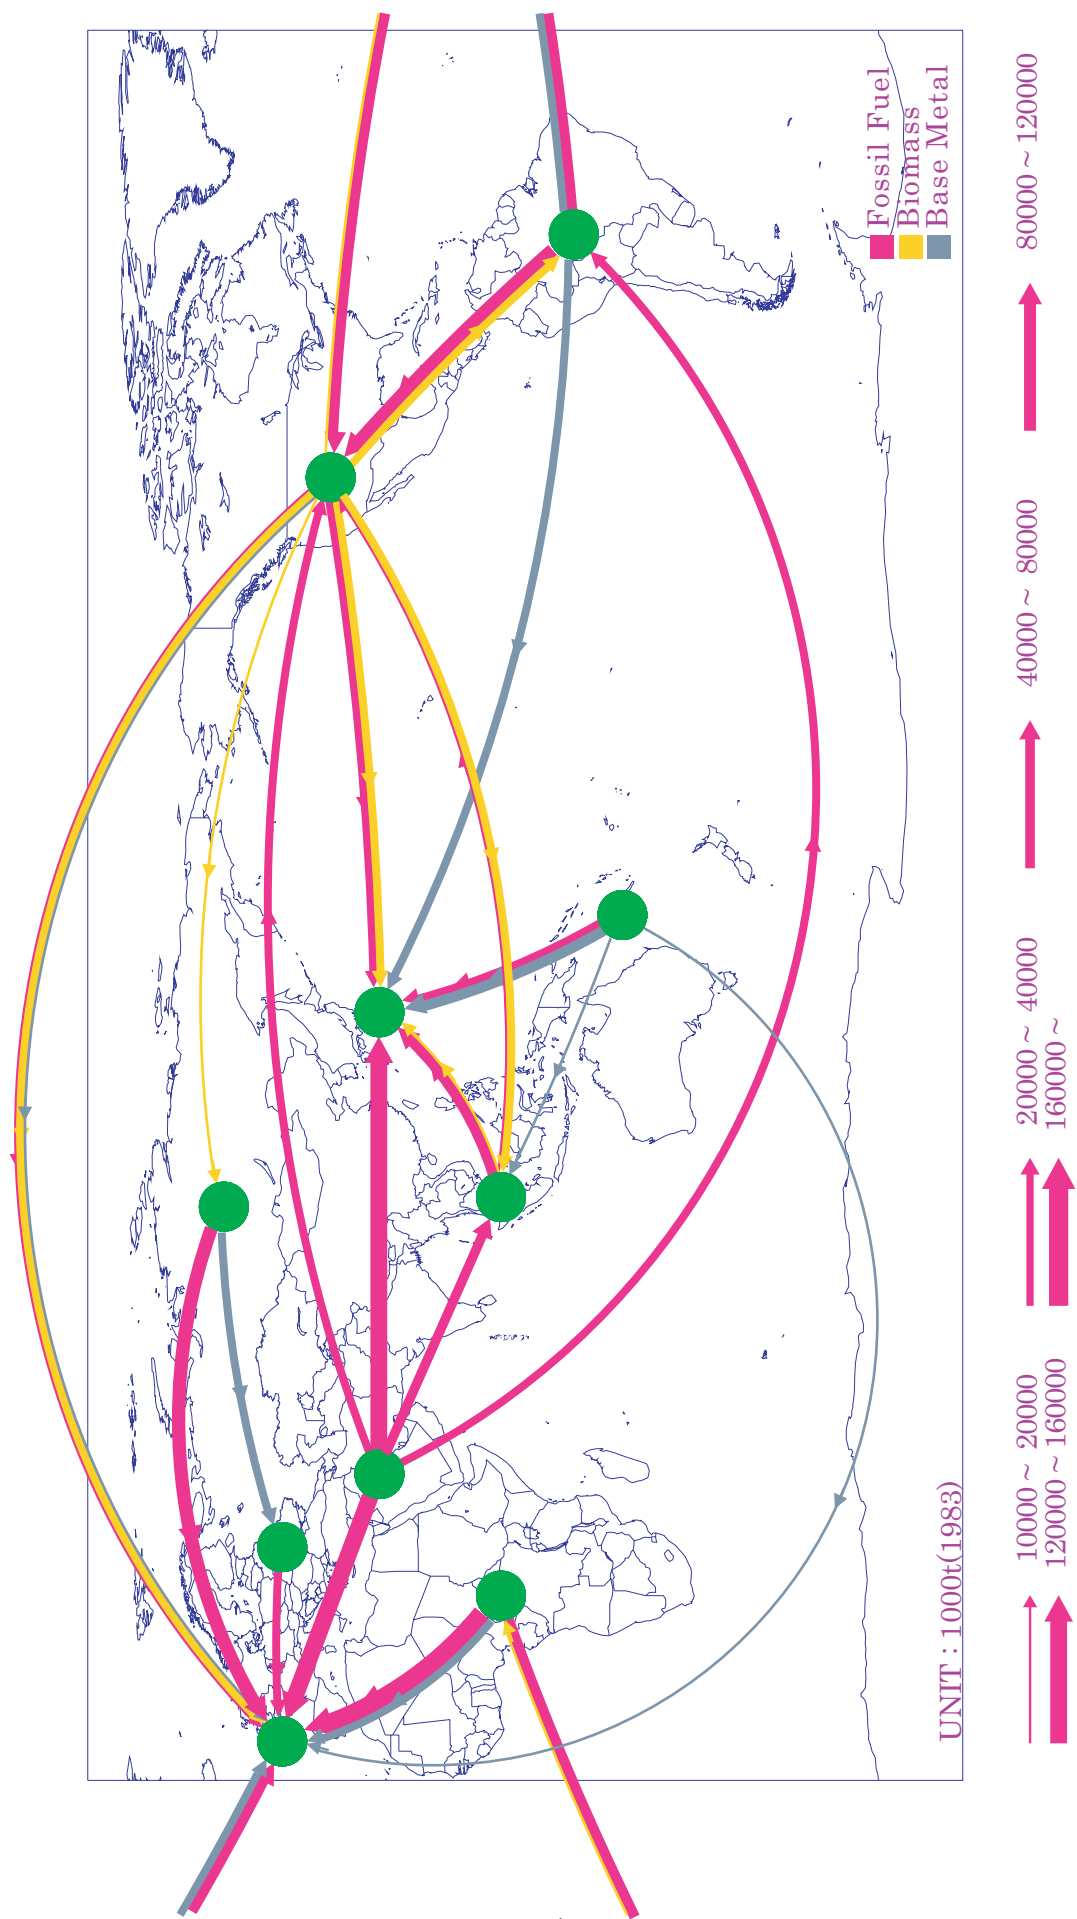 Fossil Fuel
Biomass
Base Metal
UNIT : 1000t(1983)
10000 ~ 20000
20000 ~ 40000
40000 ~ 80000
80000 ~ 120000
120000 ~ 160000
160000 ~